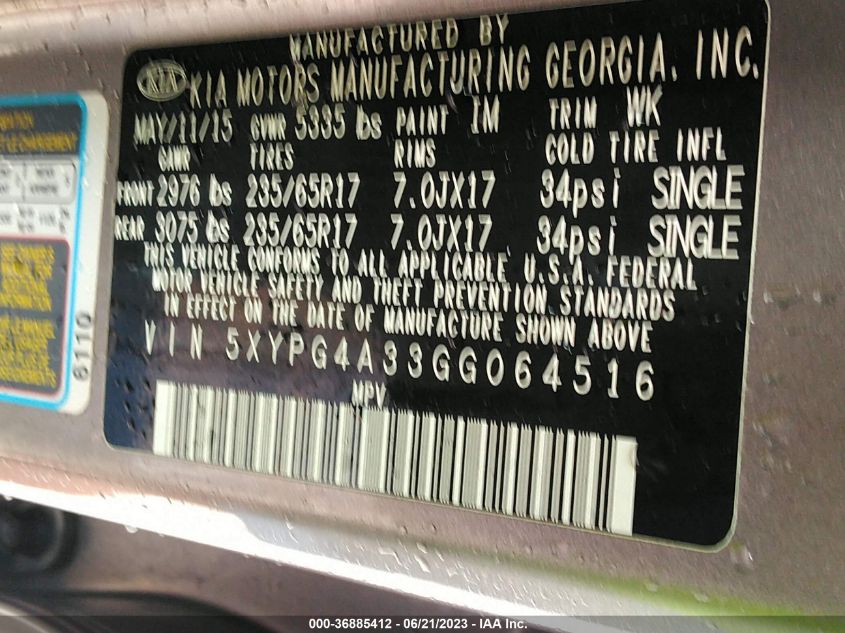 MANUFACTURED BY
KIA KIA MOTORS MANUFACTURING GEORGIA, INC.
MAY/11/15 GVWR 5335 lbs PAINT IM TRIM WK
GAWR TIRES RIMS COLD TIRE INFL
FRONT 2976 lbs 235/65R17 7.0JX17 34psi SINGLE
REAR 3075 lbs 235/65R17 7.0JX17 34psi SINGLE
THIS VEHICLE CONFORMS TO ALL APPLICABLE U.S.A. FEDERAL
MOTOR VEHICLE SAFETY AND THEFT PREVENTION STANDARDS
IN EFFECT ON THE DATE OF MANUFACTURE SHOWN ABOVE
VIN 5XYPG4A33GG064516
MPV
6110
000-36885412 - 06/21/2023 - IAA Inc.